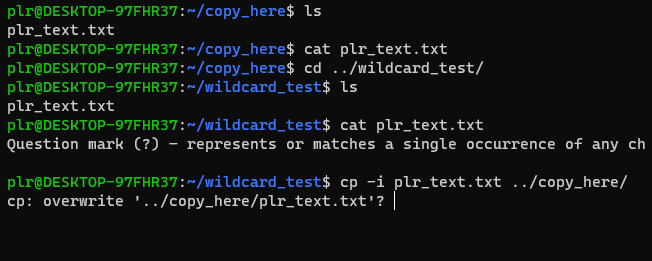 plr@DESKTOP-97FHR37:~/copy_here$ ls
plr_text.txt
plr@DESKTOP-97FHR37:~/copy_here$ cat plr_text.txt
plr@DESKTOP-97FHR37:~/copy_here$ cd ../wildcard_test/
plr@DESKTOP-97FHR37:~/wildcard_test$ ls
plr_text.txt
plr@DESKTOP-97FHR37:~/wildcard_test$ cat plr_text.txt
Question mark (?) – represents or matches a single occurrence of any ch
plr@DESKTOP-97FHR37:~/wildcard_test$ cp -i plr_text.txt ../copy_here/
cp: overwrite '../copy_here/plr_text.txt'?